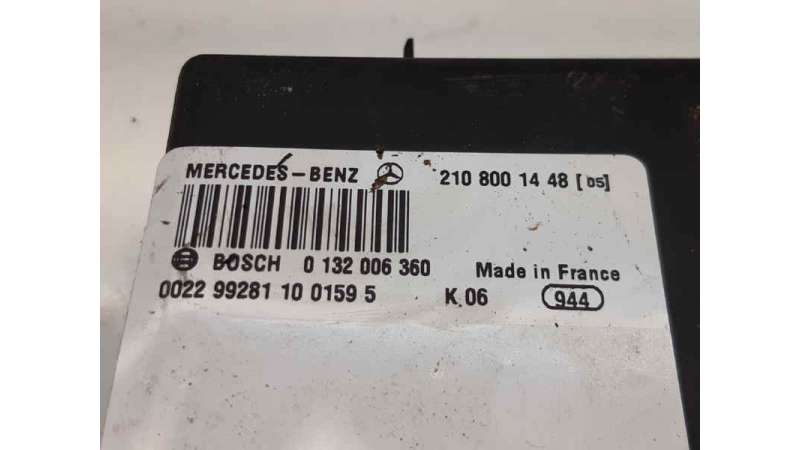 MERCEDES-BENZ 210 800 14 48 [05]
BOSCH 0 132 006 360 Made in France
0022 99281 10 0159 5 K 06 944